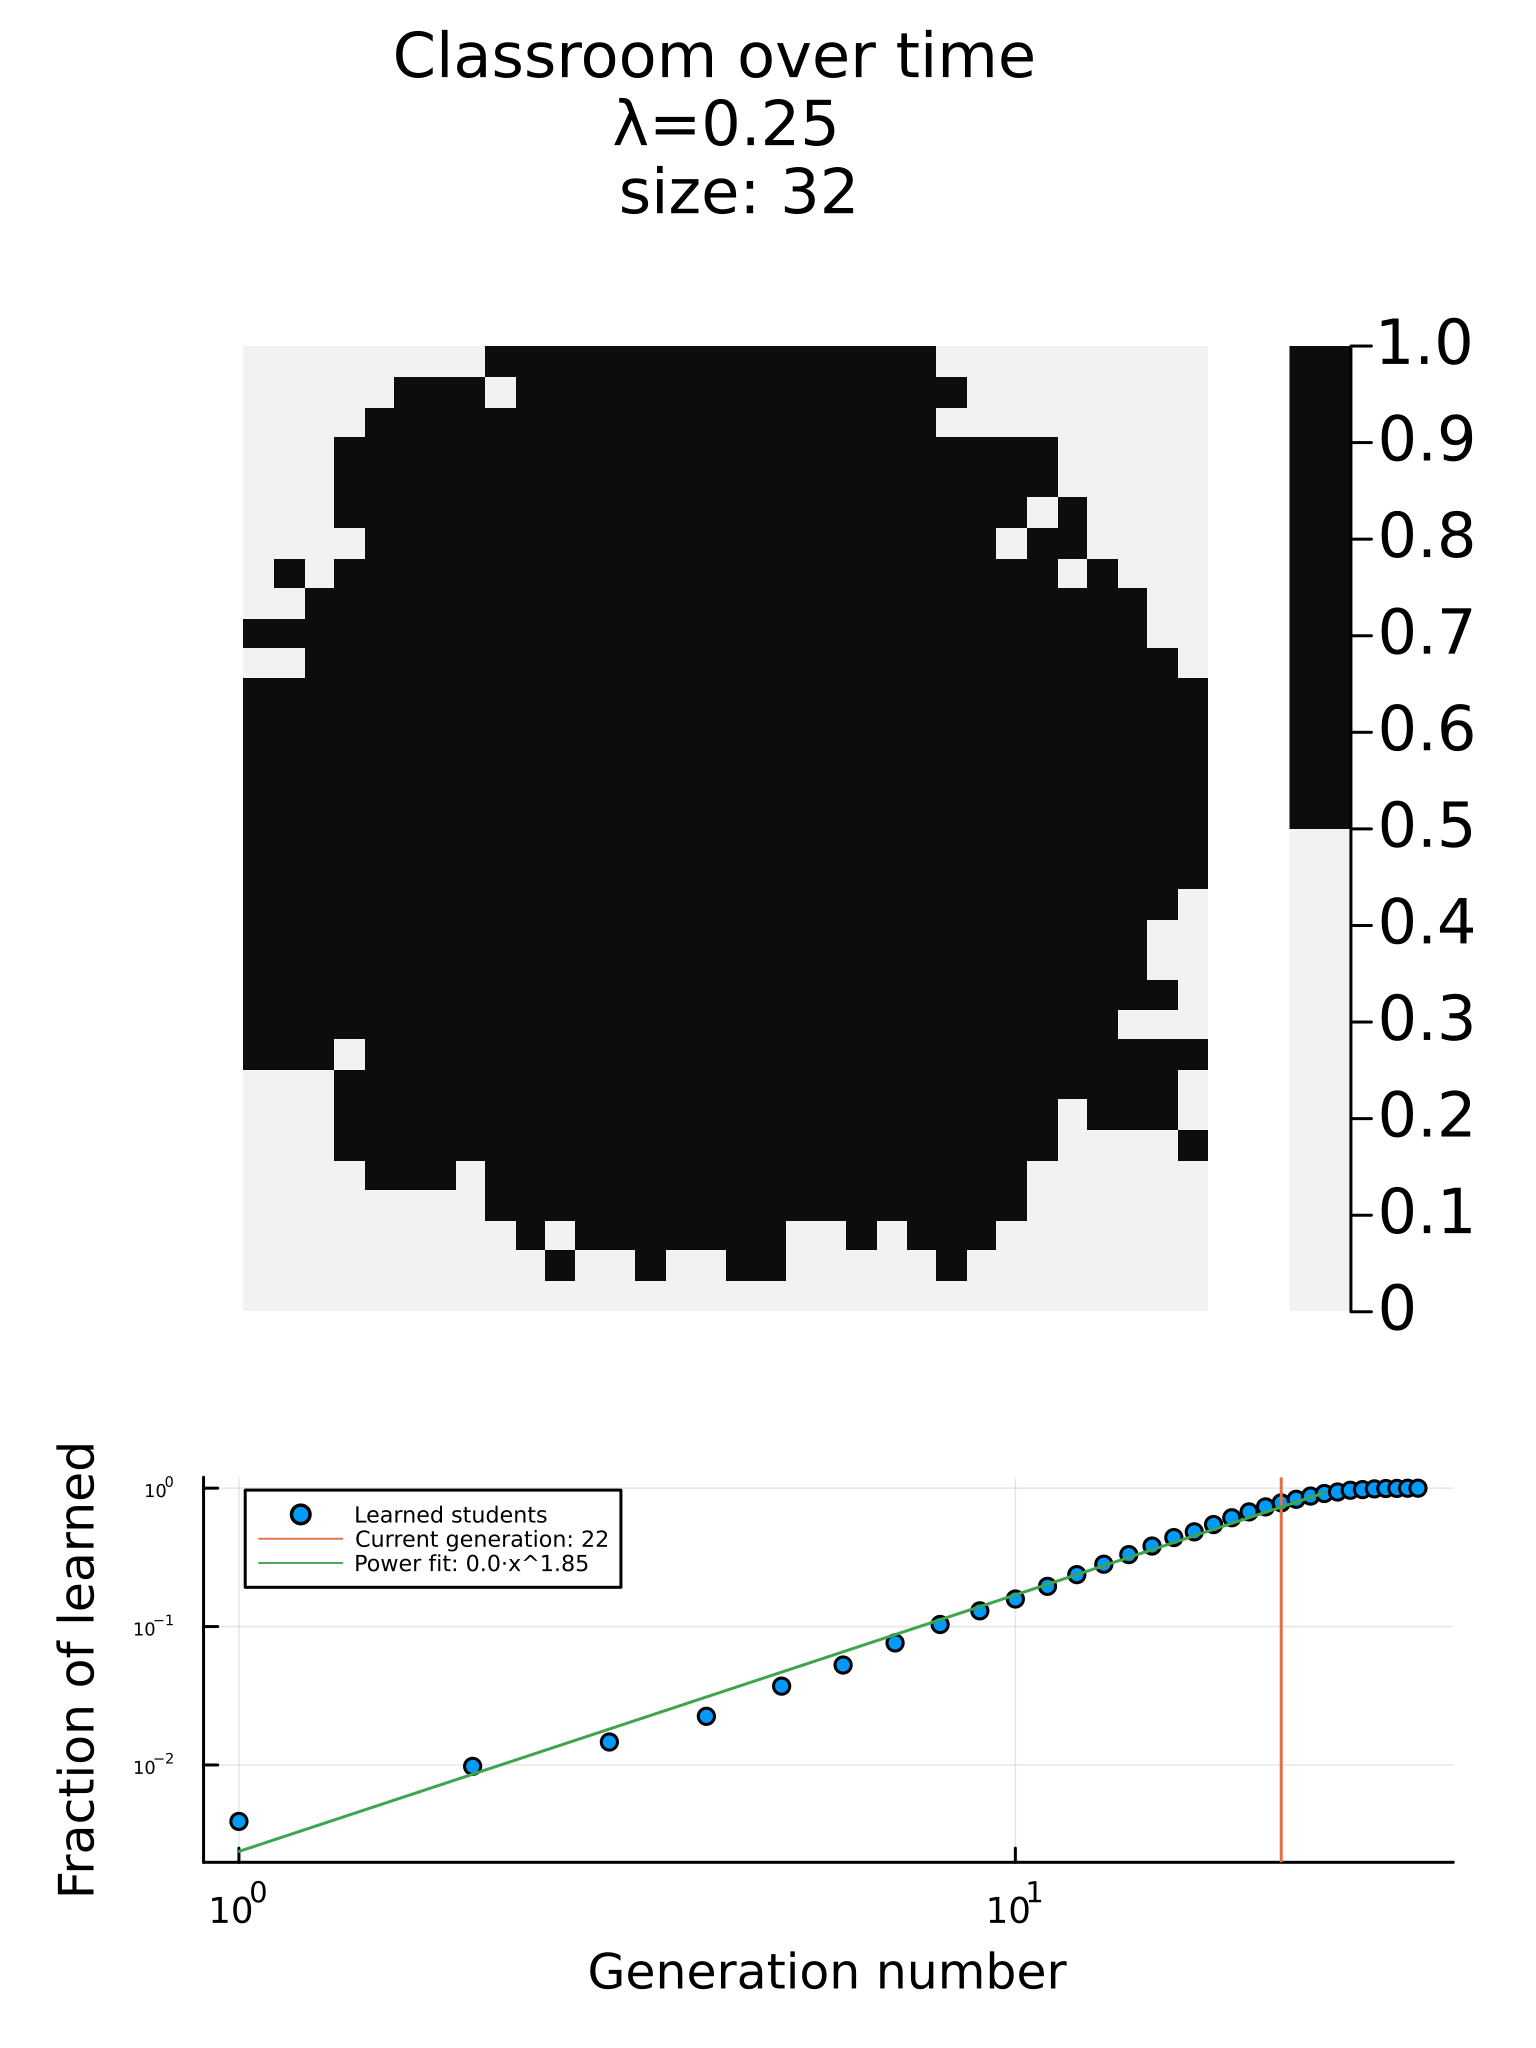 Classroom over time
λ=0.25
size: 32
1.0
0.9
0.8
0.7
0.6
0.5
0.4
0.3
0.2
0.1
0
Fraction of learned
10^0
10^−1
10^−2
Learned students
Current generation: 22
Power fit: 0.0·x^1.85
10^0
10^1
Generation number